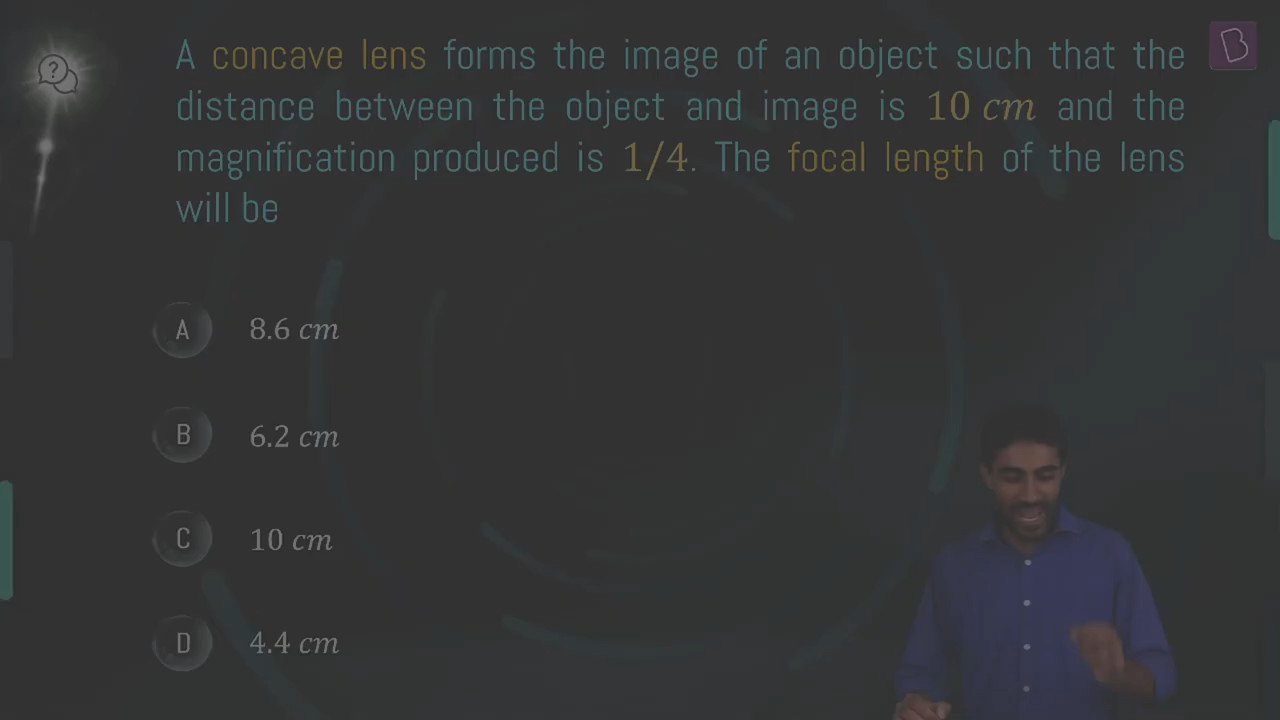 A concave lens forms the image of an object such that the
distance between the object and image is 10 cm and the
magnification produced is 1/4. The focal length of the lens
will be
A 8.6 cm
B 6.2 cm
C 10 cm
D 4.4 cm